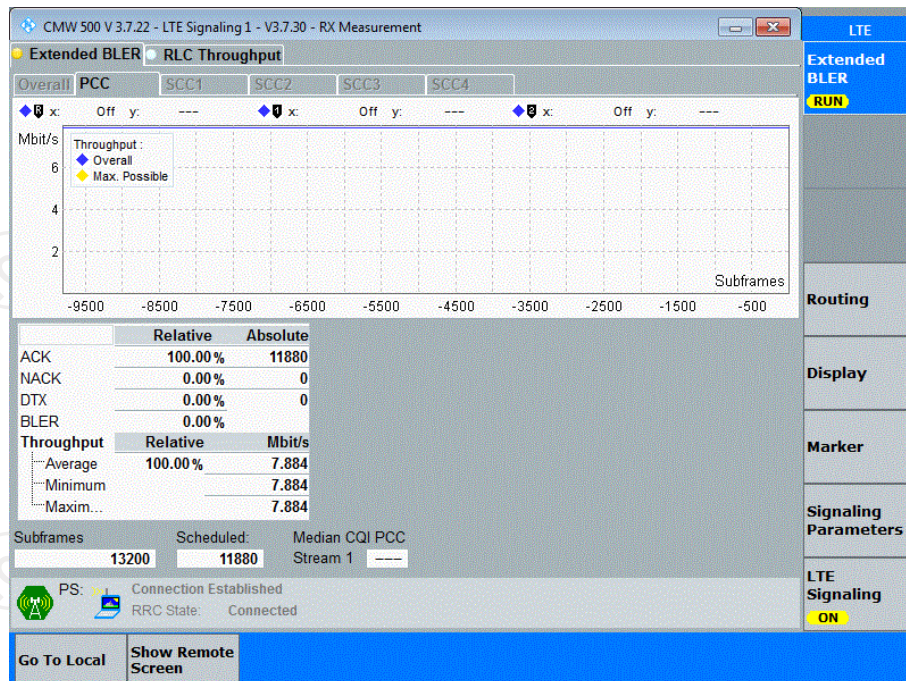 CMW 500 V 3.7.22 - LTE Signaling 1 - V3.7.30 - RX Measurement
LTE
Extended BLER RLC Throughput
Extended BLER
RUN
Overall PCC SCC1 SCC2 SCC3 SCC4
R x: Off y: --- 1 x: Off y: --- 2 x: Off y: ---
Mbit/s
Throughput :
Overall
Max. Possible
6
4
2
Subframes
-9500 -8500 -7500 -6500 -5500 -4500 -3500 -2500 -1500 -500
Routing
Relative Absolute
ACK 100.00 % 11880
NACK 0.00 % 0
DTX 0.00 % 0
BLER 0.00 %
Throughput Relative Mbit/s
Average 100.00 % 7.884
Minimum 7.884
Maxim... 7.884
Display
Marker
Signaling Parameters
Subframes Scheduled: Median CQI PCC
13200 11880 Stream 1 ---
PS: Connection Established
RRC State: Connected
LTE Signaling
ON
Go To Local
Show Remote Screen